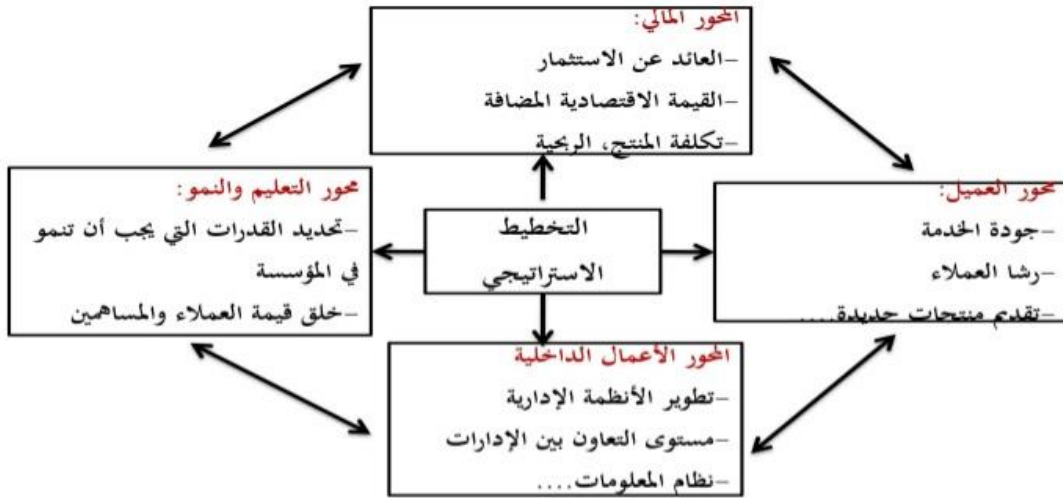 المحور المالي:
-العائد عن الاستثمار
-القيمة الاقتصادية المضافة
-تكلفة المنتج، الربحية
محور العميل:
-جودة الخدمة
-رشا العملاء
-تقديم منتجات جديدة....
التخطيط
الاستراتيجي
محور التعليم والنمو:
-تحديد القدرات التي يجب أن تنمو
في المؤسسة
-خلق قيمة العملاء والمساهمين
المحور الأعمال الداخلية
-تطوير الأنظمة الإدارية
-مستوى التعاون بين الإدارات
-نظام المعلومات....